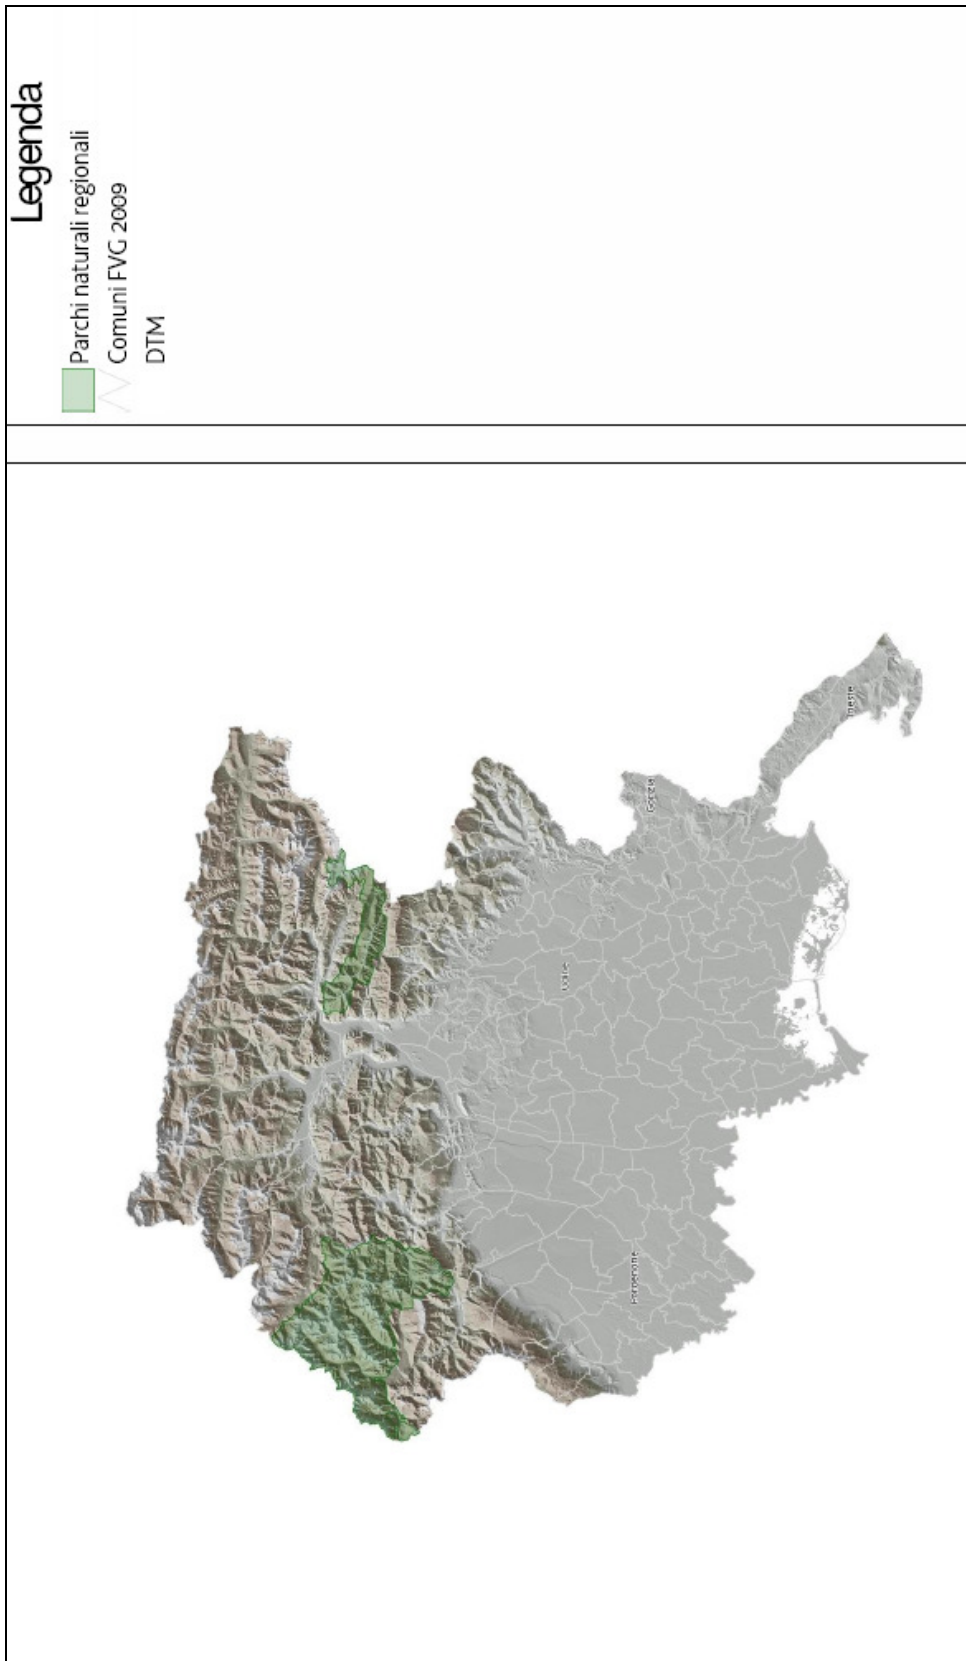 Legenda
Parchi naturali regionali
Comuni FVG 2009
DTM
Udine
Gorizia
Pordenone
Trieste